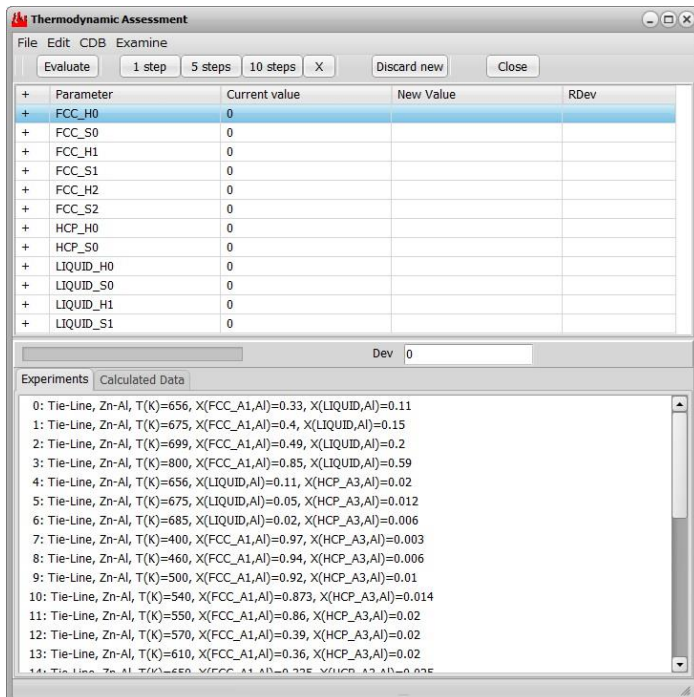 Thermodynamic Assessment
File Edit CDB Examine
Evaluate 1 step 5 steps 10 steps X Discard new Close
+ Parameter Current value New Value RDev
+ FCC_H0 0
+ FCC_S0 0
+ FCC_H1 0
+ FCC_S1 0
+ FCC_H2 0
+ FCC_S2 0
+ HCP_H0 0
+ HCP_S0 0
+ LIQUID_H0 0
+ LIQUID_S0 0
+ LIQUID_H1 0
+ LIQUID_S1 0
Dev 0
Experiments Calculated Data
0: Tie-Line, Zn-Al, T(K)=656, X(FCC_A1,Al)=0.33, X(LIQUID,Al)=0.11
1: Tie-Line, Zn-Al, T(K)=675, X(FCC_A1,Al)=0.4, X(LIQUID,Al)=0.15
2: Tie-Line, Zn-Al, T(K)=699, X(FCC_A1,Al)=0.49, X(LIQUID,Al)=0.2
3: Tie-Line, Zn-Al, T(K)=800, X(FCC_A1,Al)=0.85, X(LIQUID,Al)=0.59
4: Tie-Line, Zn-Al, T(K)=656, X(LIQUID,Al)=0.11, X(HCP_A3,Al)=0.02
5: Tie-Line, Zn-Al, T(K)=675, X(LIQUID,Al)=0.05, X(HCP_A3,Al)=0.012
6: Tie-Line, Zn-Al, T(K)=685, X(LIQUID,Al)=0.02, X(HCP_A3,Al)=0.006
7: Tie-Line, Zn-Al, T(K)=400, X(FCC_A1,Al)=0.97, X(HCP_A3,Al)=0.003
8: Tie-Line, Zn-Al, T(K)=460, X(FCC_A1,Al)=0.94, X(HCP_A3,Al)=0.006
9: Tie-Line, Zn-Al, T(K)=500, X(FCC_A1,Al)=0.92, X(HCP_A3,Al)=0.01
10: Tie-Line, Zn-Al, T(K)=540, X(FCC_A1,Al)=0.873, X(HCP_A3,Al)=0.014
11: Tie-Line, Zn-Al, T(K)=550, X(FCC_A1,Al)=0.86, X(HCP_A3,Al)=0.02
12: Tie-Line, Zn-Al, T(K)=570, X(FCC_A1,Al)=0.39, X(HCP_A3,Al)=0.02
13: Tie-Line, Zn-Al, T(K)=610, X(FCC_A1,Al)=0.36, X(HCP_A3,Al)=0.02